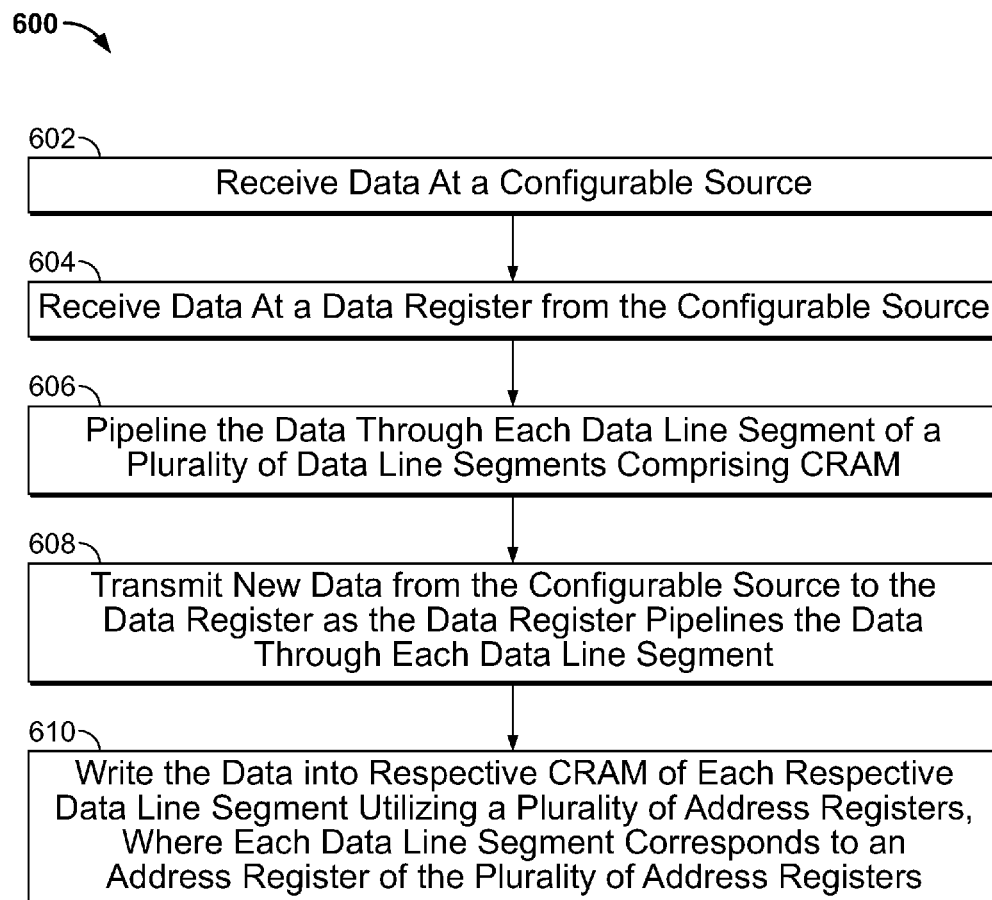 600
602
Receive Data At a Configurable Source
604
Receive Data At a Data Register from the Configurable Source
606
Pipeline the Data Through Each Data Line Segment of a
Plurality of Data Line Segments Comprising CRAM
608
Transmit New Data from the Configurable Source to the
Data Register as the Data Register Pipelines the Data
Through Each Data Line Segment
610
Write the Data into Respective CRAM of Each Respective
Data Line Segment Utilizing a Plurality of Address Registers,
Where Each Data Line Segment Corresponds to an
Address Register of the Plurality of Address Registers